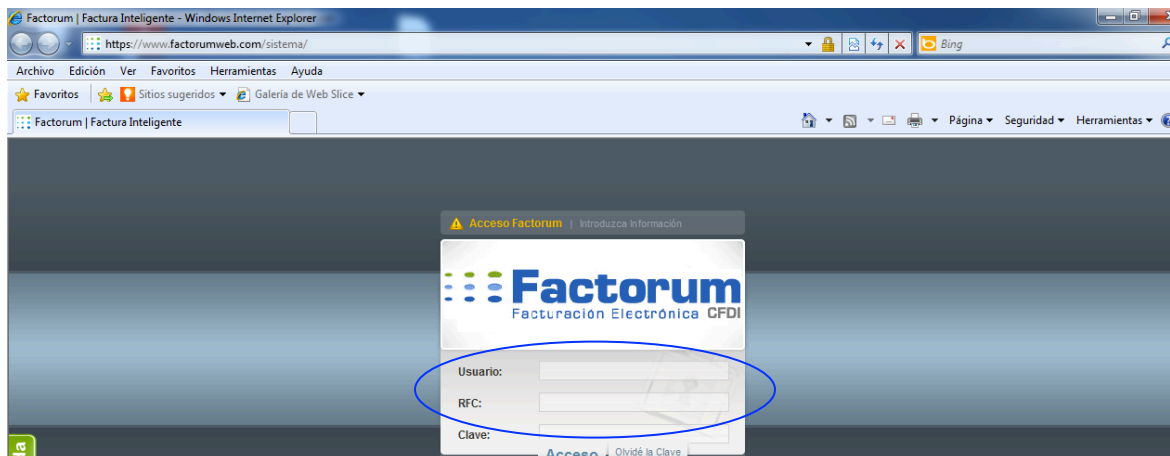 Factorum | Factura Inteligente - Windows Internet Explorer
https://www.factorumweb.com/sistema/
Bing
Archivo Edición Ver Favoritos Herramientas Ayuda
Favoritos Sitios sugeridos Galería de Web Slice
Factorum | Factura Inteligente
Página Seguridad Herramientas
Acceso Factorum | Introduzca Información
Factorum
Facturación Electrónica CFDI
Usuario:
RFC:
Clave:
Acceso Olvidé la Clave